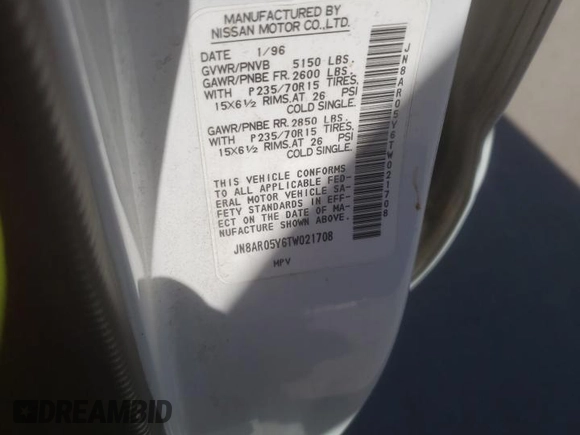 MANUFACTURED BY
NISSAN MOTOR CO.,LTD.
DATE 1/96
GVWR/PNVB 5150 LBS.
GAWR/PNBE FR. 2600 LBS.
WITH P235/70R15 TIRES,
15X6½ RIMS,AT 26 PSI
COLD SINGLE.
GAWR/PNBE RR. 2850 LBS.
WITH P235/70R15 TIRES,
15X6½ RIMS,AT 26 PSI
COLD SINGLE.
THIS VEHICLE CONFORMS
TO ALL APPLICABLE FED-
ERAL MOTOR VEHICLE SA-
FETY STANDARDS IN EFF-
ECT ON THE DATE OF MA-
NUFACTURE SHOWN ABOVE.
JN8AR05Y6TW021708
MPV
JN8AR05Y6TW021708
DREAMBID